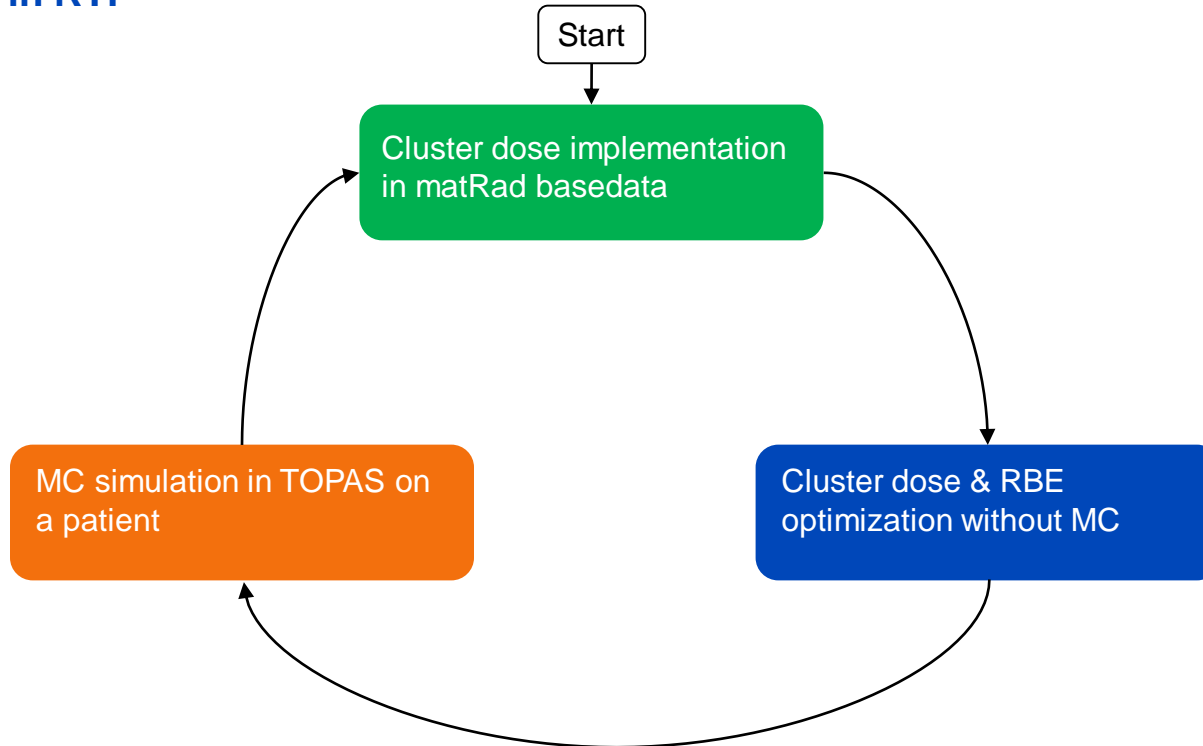 Start
Cluster dose implementation
in matRad basedata
MC simulation in TOPAS on
a patient
Cluster dose & RBE
optimization without MC